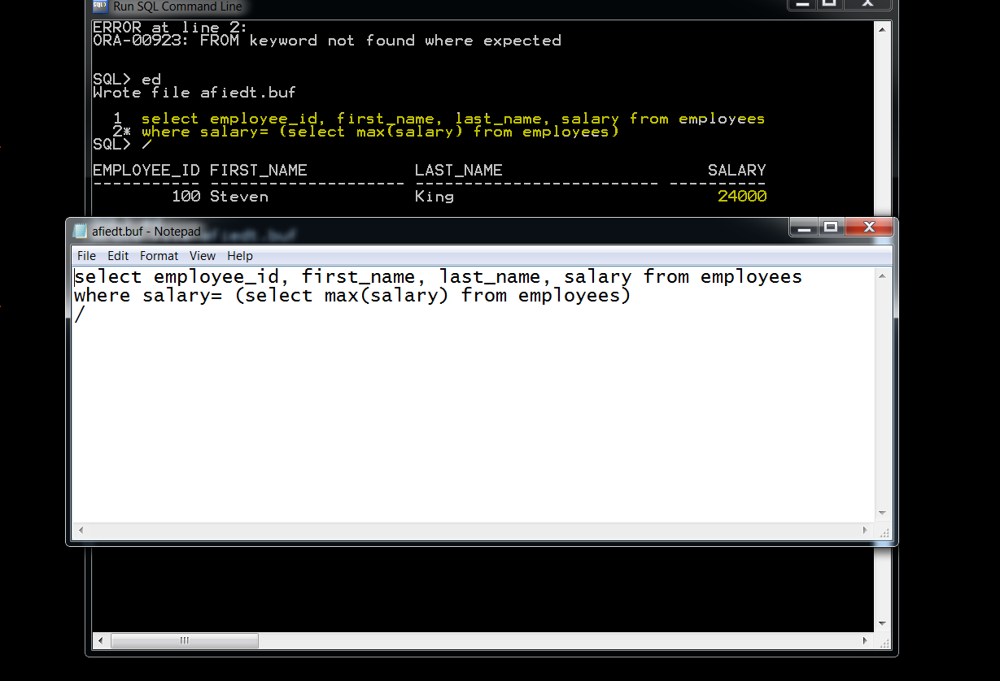 Run SQL Command Line
ERROR at line 2:
ORA-00923: FROM keyword not found where expected
SQL> ed
Wrote file afiedt.buf
1 select employee_id, first_name, last_name, salary from employees
2* where salary= (select max(salary) from employees)
SQL> /
EMPLOYEE_ID FIRST_NAME LAST_NAME SALARY
----------- -------------------- ------------------------- ----------
100 Steven King 24000
afiedt.buf - Notepad
File Edit Format View Help
select employee_id, first_name, last_name, salary from employees
where salary= (select max(salary) from employees)
/